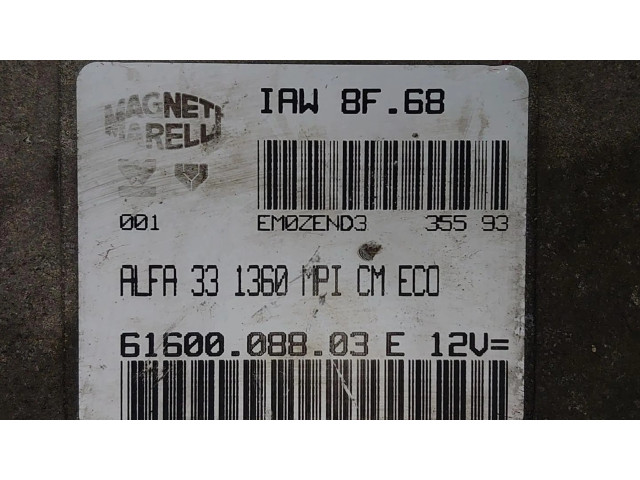 MAGNETI
MARELLI
IAW 8F.68
001 EM0ZEND3 355 93
ALFA 33 1360 MPI CM ECO
61600.088.03 E 12V=